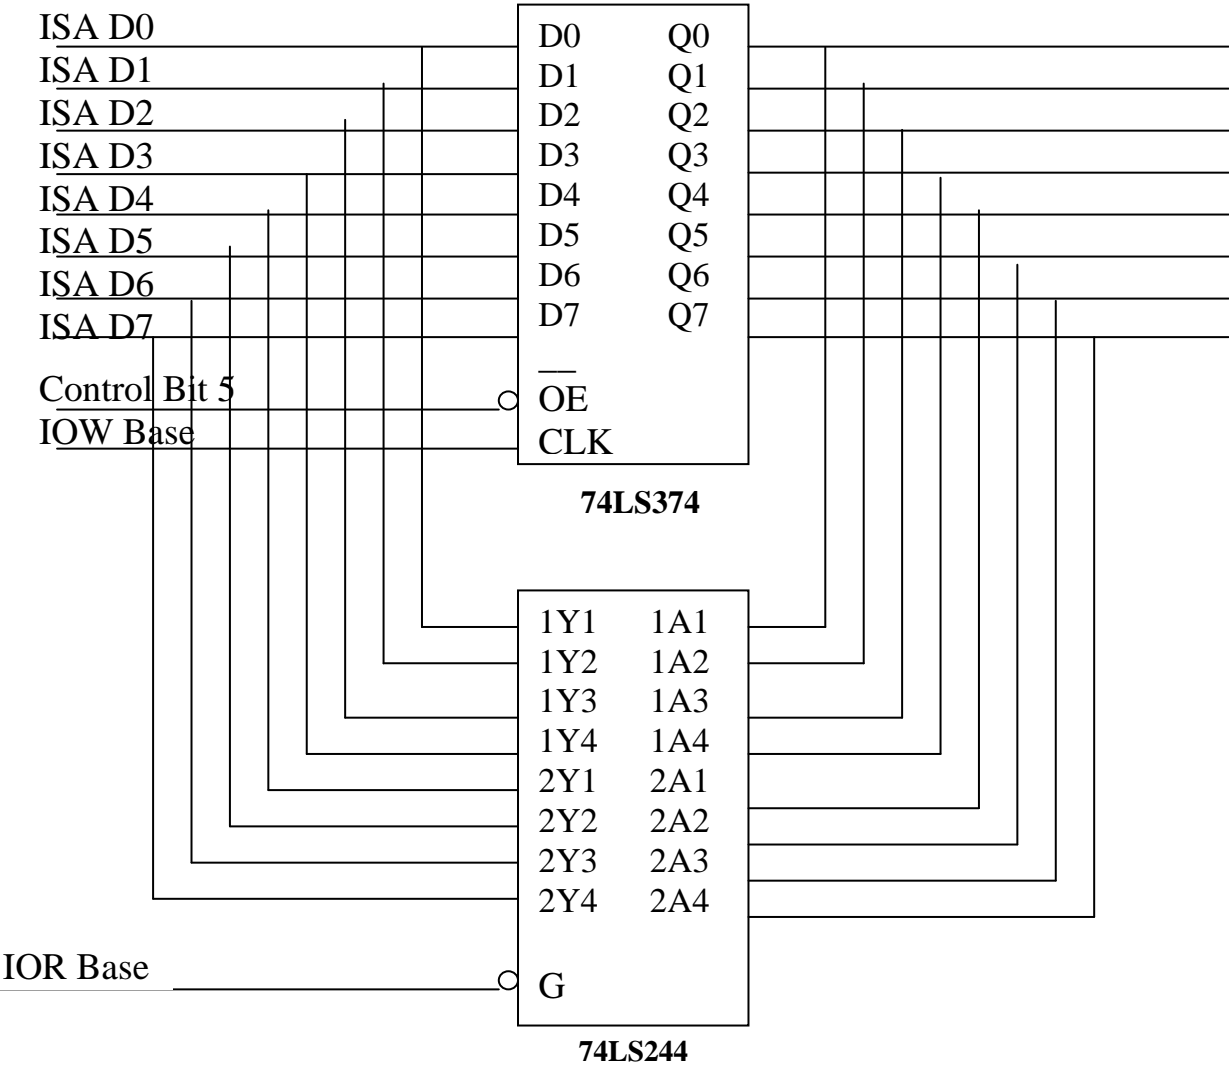 ISA D0
ISA D1
ISA D2
ISA D3
ISA D4
ISA D5
ISA D6
ISA D7
Control Bit 5
IOW Base
D0 Q0
D1 Q1
D2 Q2
D3 Q3
D4 Q4
D5 Q5
D6 Q6
D7 Q7
OE
CLK
74LS374
1Y1 1A1
1Y2 1A2
1Y3 1A3
1Y4 1A4
2Y1 2A1
2Y2 2A2
2Y3 2A3
2Y4 2A4
IOR Base
G
74LS244